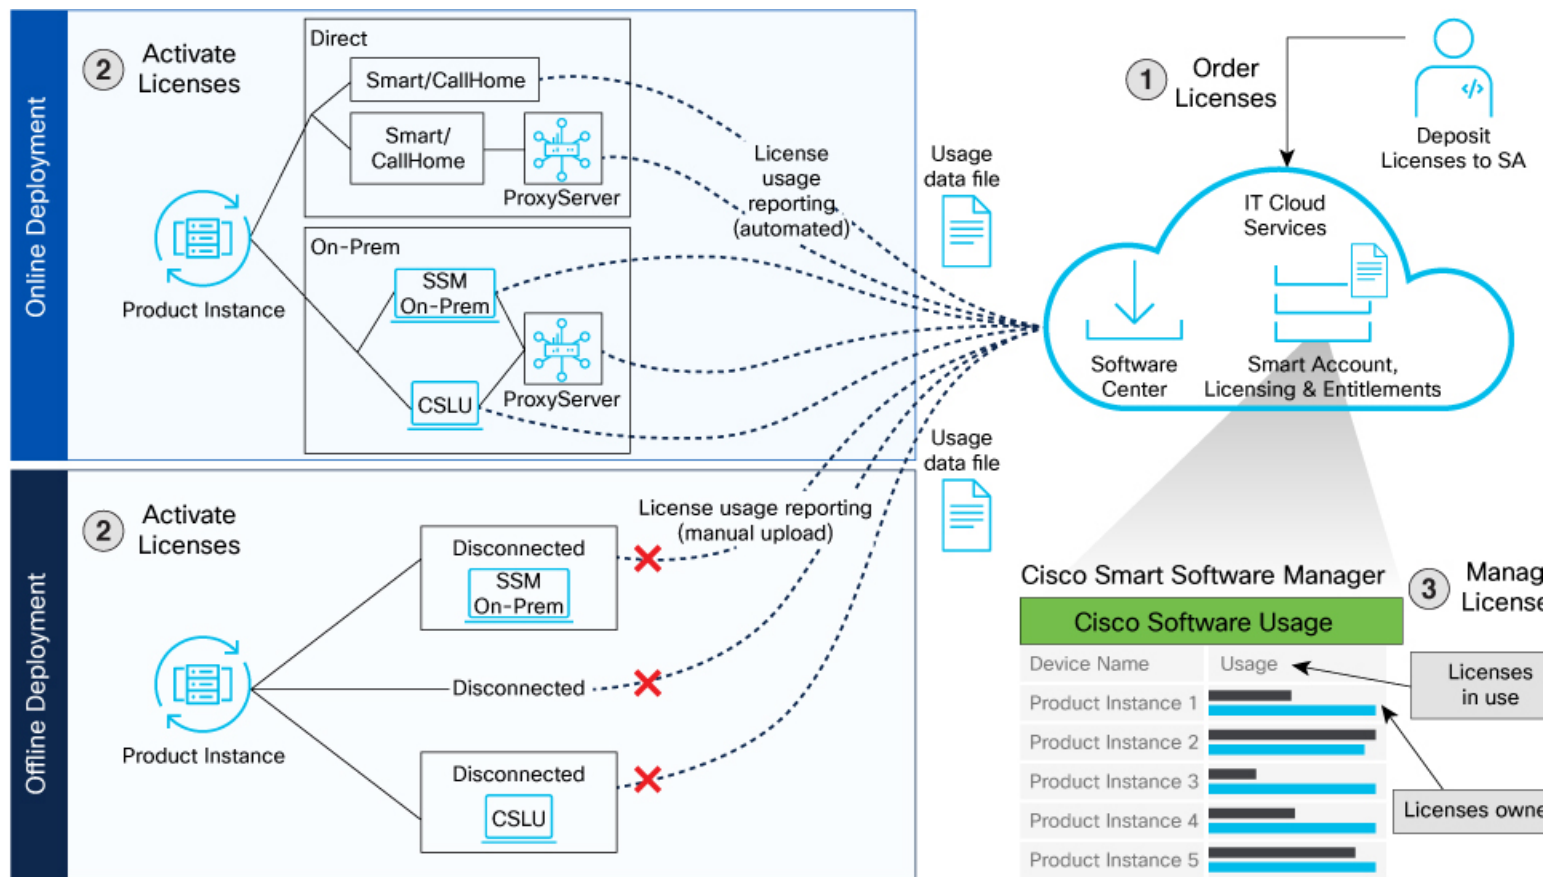 Online Deployment
2
Activate
Licenses
Direct
Smart/CallHome
Smart/
CallHome
ProxyServer
Product Instance
On-Prem
SSM
On-Prem
CSLU
ProxyServer
License
usage
reporting
(automated)
Usage
data file
1
Order
Licenses
Deposit
Licenses to SA
</>
IT Cloud
Services
Software
Center
Smart Account,
Licensing & Entitlements
Usage
data file
Offline Deployment
2
Activate
Licenses
Product Instance
Disconnected
SSM
On-Prem
Disconnected
Disconnected
CSLU
License usage reporting
(manual upload)
Cisco Smart Software Manager
3
Manag
License
Cisco Software Usage
Device Name
Usage
Product Instance 1
Product Instance 2
Product Instance 3
Product Instance 4
Product Instance 5
Licenses
in use
Licenses owne